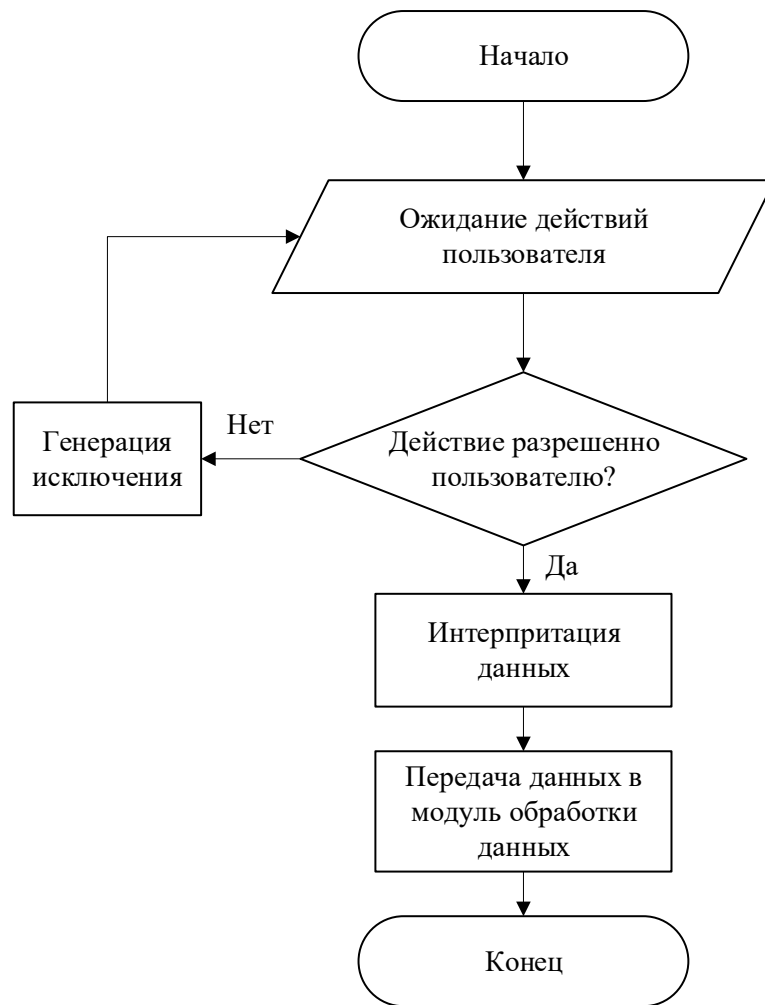 Начало
Ожидание действий
пользователя
Действие разрешенно
пользователю?
Нет
Генерация
исключения
Да
Интерпритация
данных
Передача данных в
модуль обработки
данных
Конец